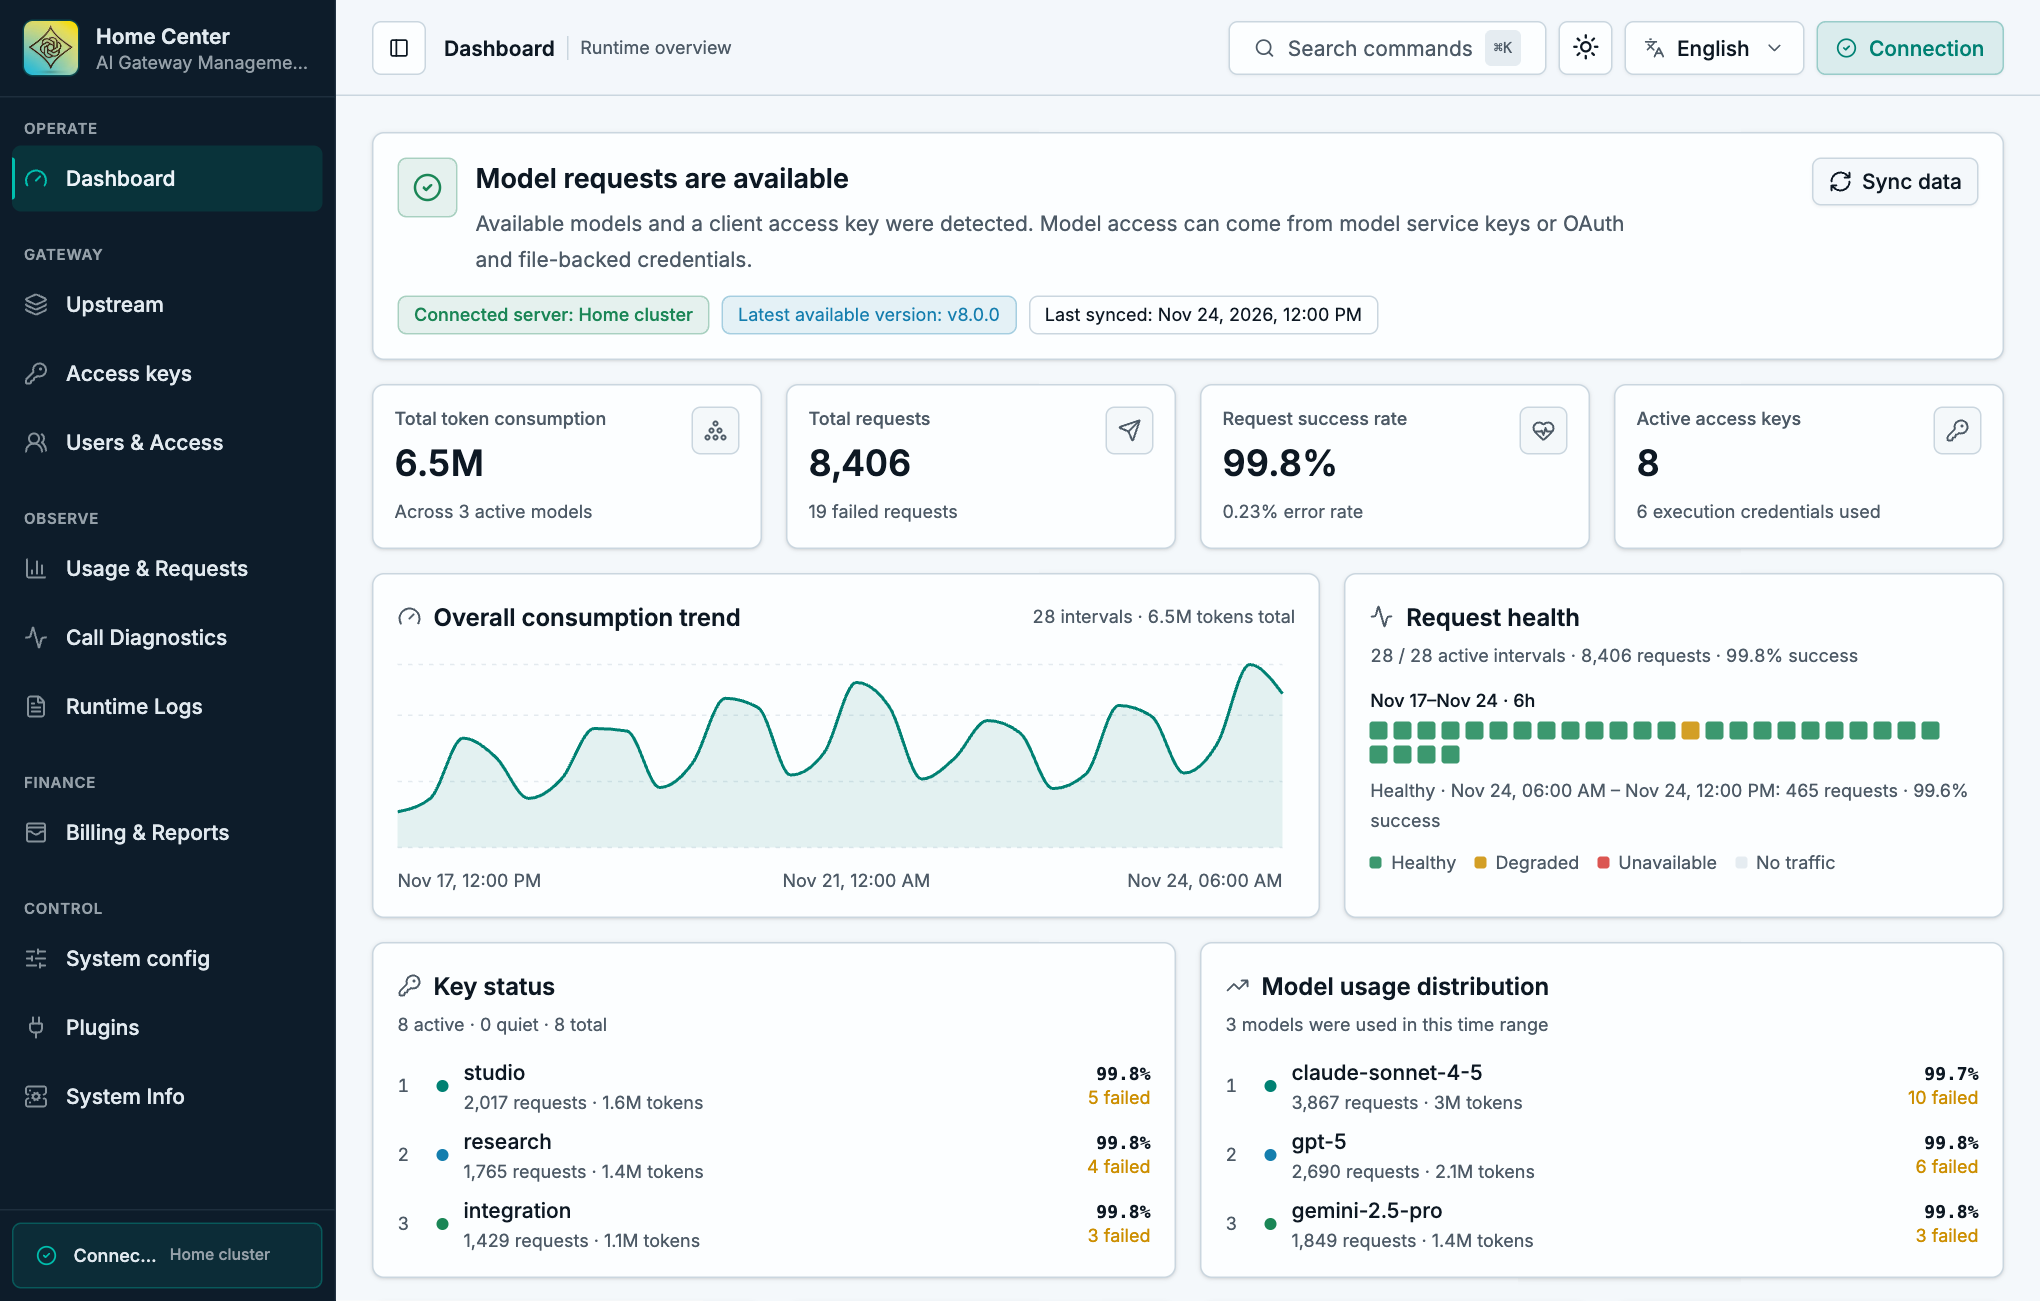 Home Center
AI Gateway Manageme...
OPERATE
Dashboard
GATEWAY
Upstream
Access keys
Users & Access
OBSERVE
Usage & Requests
Call Diagnostics
Runtime Logs
FINANCE
Billing & Reports
CONTROL
System config
Plugins
System Info
Connec... Home cluster
Dashboard Runtime overview
Search commands ⌘K
English
Connection
Model requests are available
Sync data
Available models and a client access key were detected. Model access can come from model service keys or OAuth
and file-backed credentials.
Connected server: Home cluster
Latest available version: v8.0.0
Last synced: Nov 24, 2026, 12:00 PM
Total token consumption
6.5M
Across 3 active models
Total requests
8,406
19 failed requests
Request success rate
99.8%
0.23% error rate
Active access keys
8
6 execution credentials used
Overall consumption trend
28 intervals · 6.5M tokens total
Nov 17, 12:00 PM
Nov 21, 12:00 AM
Nov 24, 06:00 AM
Request health
28 / 28 active intervals · 8,406 requests · 99.8% success
Nov 17–Nov 24 · 6h
Healthy · Nov 24, 06:00 AM – Nov 24, 12:00 PM: 465 requests · 99.6%
success
Healthy
Degraded
Unavailable
No traffic
Key status
8 active · 0 quiet · 8 total
1 studio 99.8%
2,017 requests · 1.6M tokens 5 failed
2 research 99.8%
1,765 requests · 1.4M tokens 4 failed
3 integration 99.8%
1,429 requests · 1.1M tokens 3 failed
Model usage distribution
3 models were used in this time range
1 claude-sonnet-4-5 99.7%
3,867 requests · 3M tokens 10 failed
2 gpt-5 99.8%
2,690 requests · 2.1M tokens 6 failed
3 gemini-2.5-pro 99.8%
1,849 requests · 1.4M tokens 3 failed